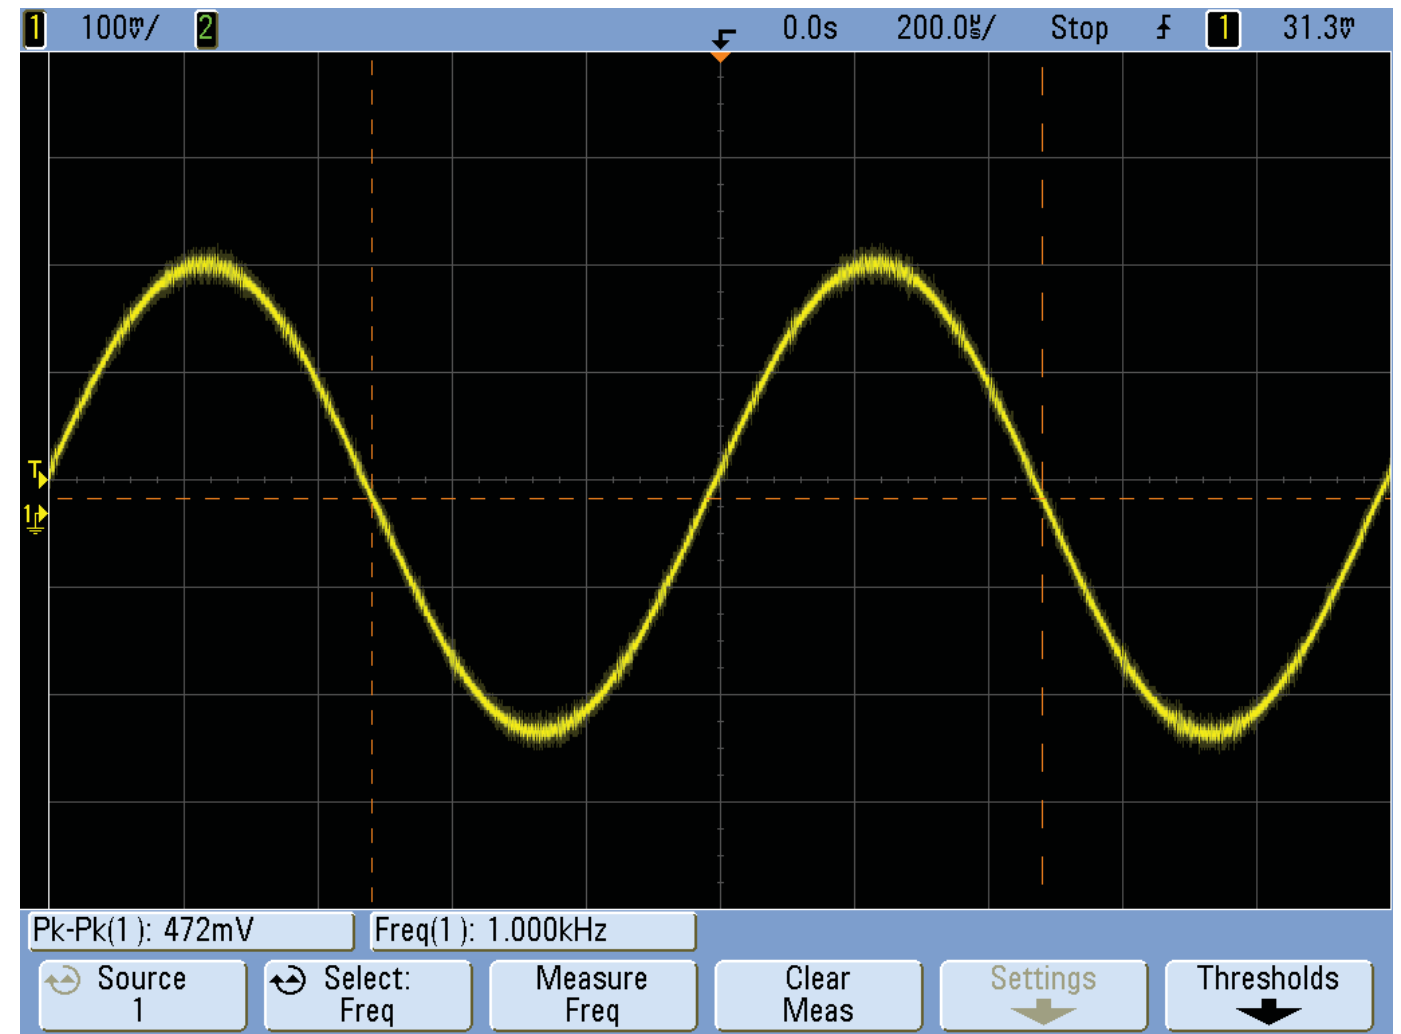 1 100mV/ 2 0.0s 200.0µs/ Stop 1 31.3mV
T
1
Pk-Pk(1): 472mV Freq(1): 1.000kHz
Source Select: Measure Clear Settings Thresholds
1 Freq Freq Meas